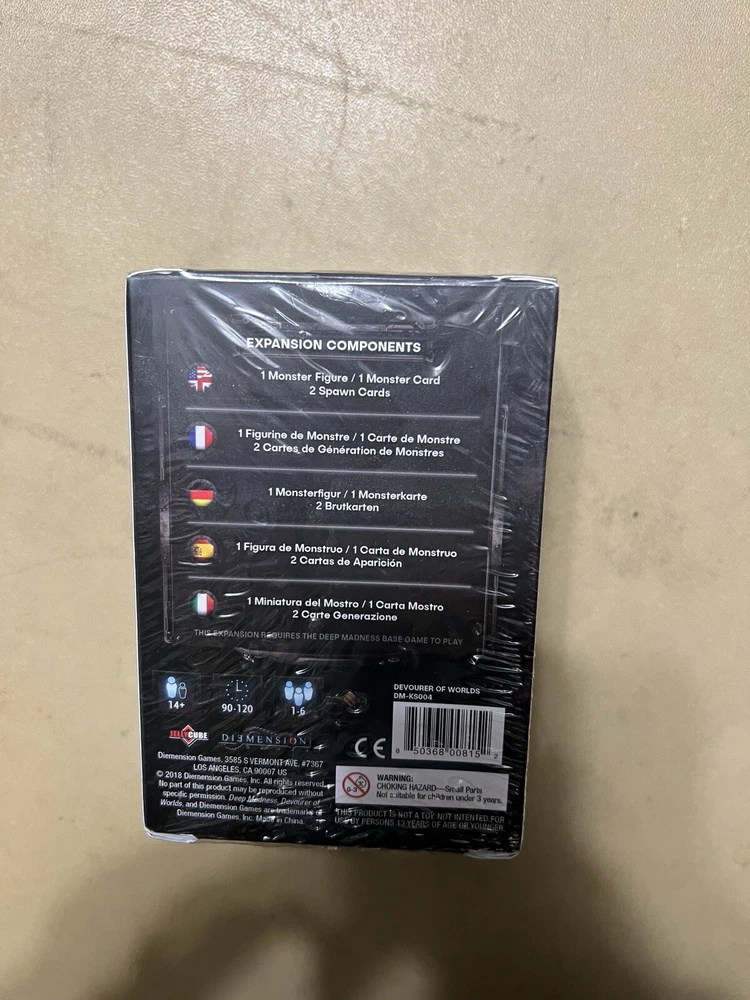 EXPANSION COMPONENTS
1 Monster Figure / 1 Monster Card
2 Spawn Cards
1 Figurine de Monstre / 1 Carte de Monstre
2 Cartes de Génération de Monstres
1 Monsterfigur / 1 Monsterkarte
2 Brutkarten
1 Figura de Monstruo / 1 Carta de Monstruo
2 Cartas de Aparición
1 Miniatura del Mostro / 1 Carta Mostro
2 Carte Generazione
THIS EXPANSION REQUIRES THE DEEP MADNESS BASE GAME TO PLAY
14+
90-120
1-6
JELLYCUBE
DIEMENSION
Diemension Games, 3585 S VERMONT AVE, #7367
LOS ANGELES, CA 90007 US
© 2018 Diemension Games, Inc. All rights reserved.
No part of this product may be reproduced without
specific permission. Deep Madness, Devourer of
Worlds, and Diemension Games are trademarks of
Diemension Games, Inc. Made in China.
DEVOURER OF WORLDS
DM-KS004
CE
8 50368 00815 2
0-3
WARNING:
CHOKING HAZARD—Small Parts
Not suitable for children under 3 years.
THIS PRODUCT IS NOT A TOY. NOT INTENDED FOR
USE BY PERSONS 13 YEARS OF AGE OR YOUNGER.